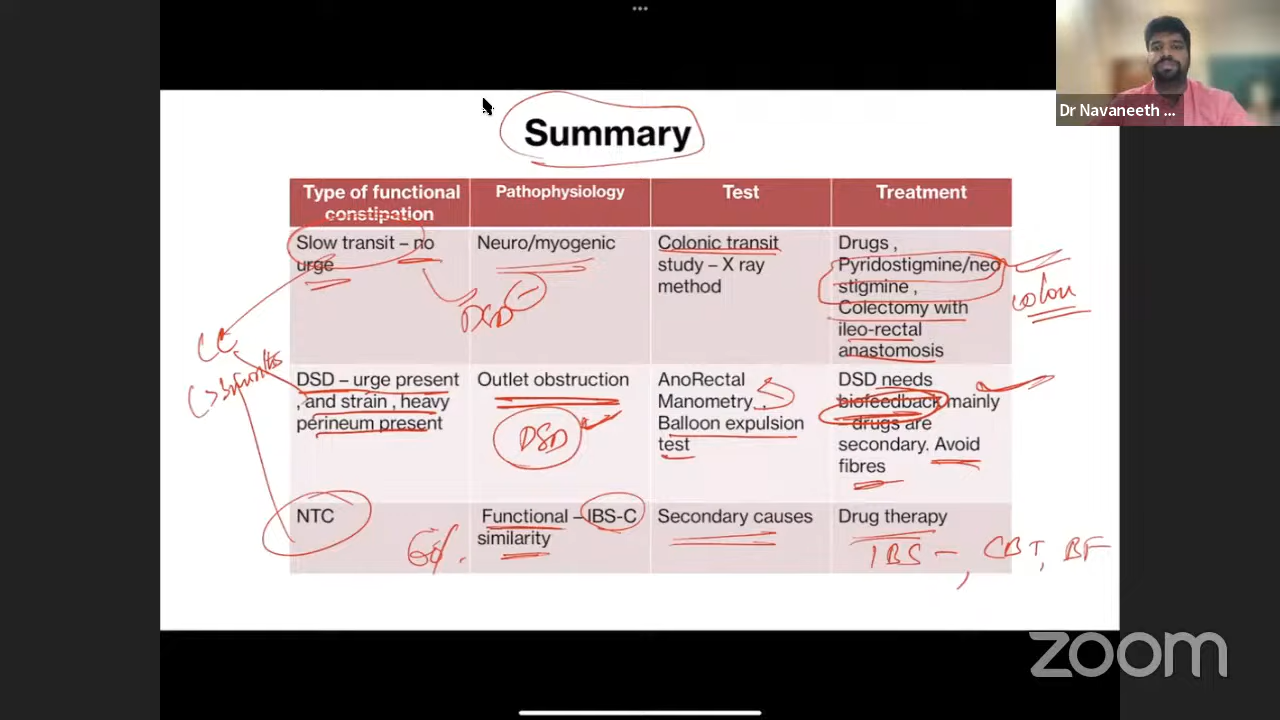 Dr Navaneeth ...
Summary
Type of functional
constipation
Pathophysiology
Test
Treatment
Slow transit – no
urge
Neuro/myogenic
Colonic transit
study – X ray
method
Drugs ,
Pyridostigmine/neo
stigmine ,
Colectomy with
ileo-rectal
anastomosis
colon
DSD
CC
DSD – urge present
, and strain , heavy
perineum present
Outlet obstruction
DSD
AnoRectal
Manometry ,
Balloon expulsion
test
DSD needs
biofeedback mainly
– drugs are
secondary. Avoid
fibres
NTC
60%.
Functional – IBS-C
similarity
Secondary causes
Drug therapy
IBS – , CBT, BF
zoom